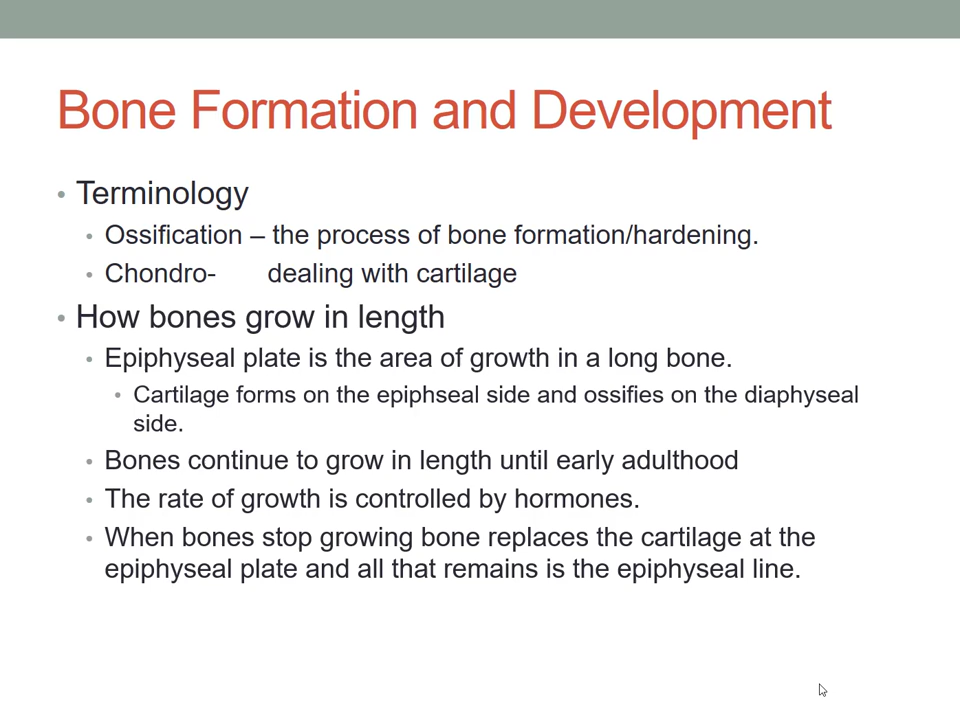 Bone Formation and Development
• Terminology
• Ossification – the process of bone formation/hardening.
• Chondro- dealing with cartilage
• How bones grow in length
• Epiphyseal plate is the area of growth in a long bone.
• Cartilage forms on the epiphseal side and ossifies on the diaphyseal
side.
• Bones continue to grow in length until early adulthood
• The rate of growth is controlled by hormones.
• When bones stop growing bone replaces the cartilage at the
epiphyseal plate and all that remains is the epiphyseal line.